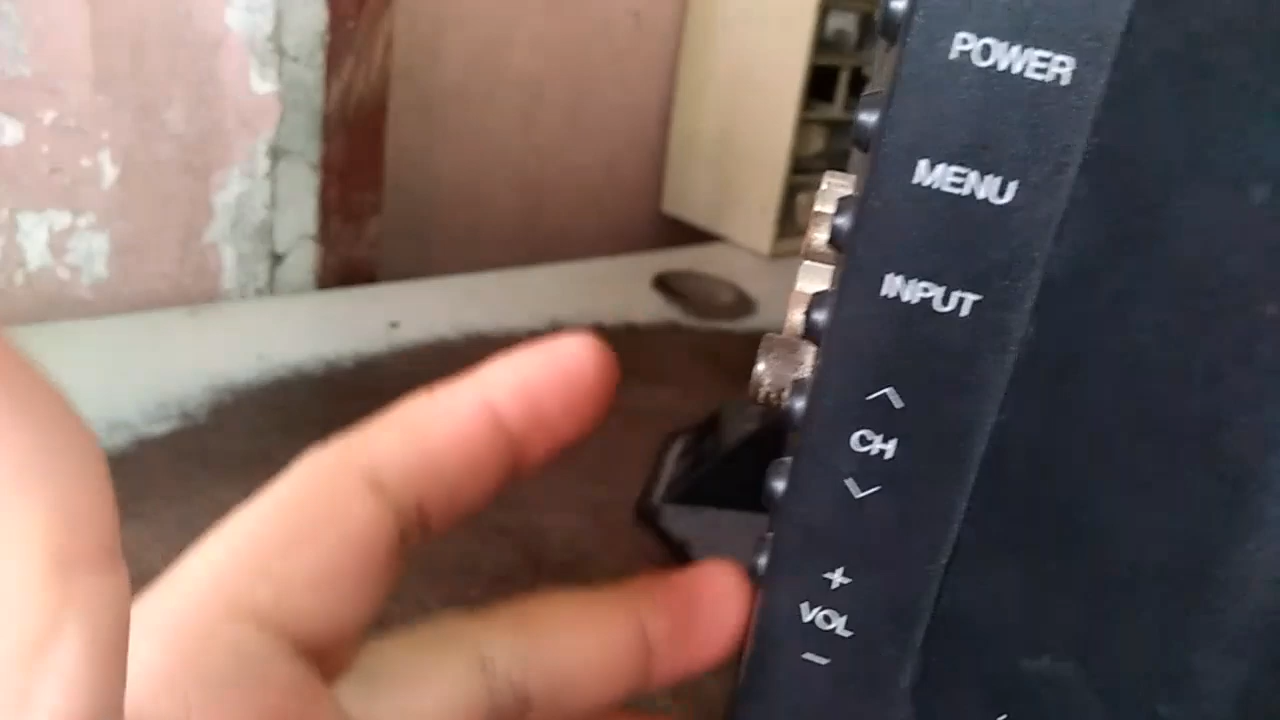 POWER
MENU
INPUT
CH
+
VOL
-